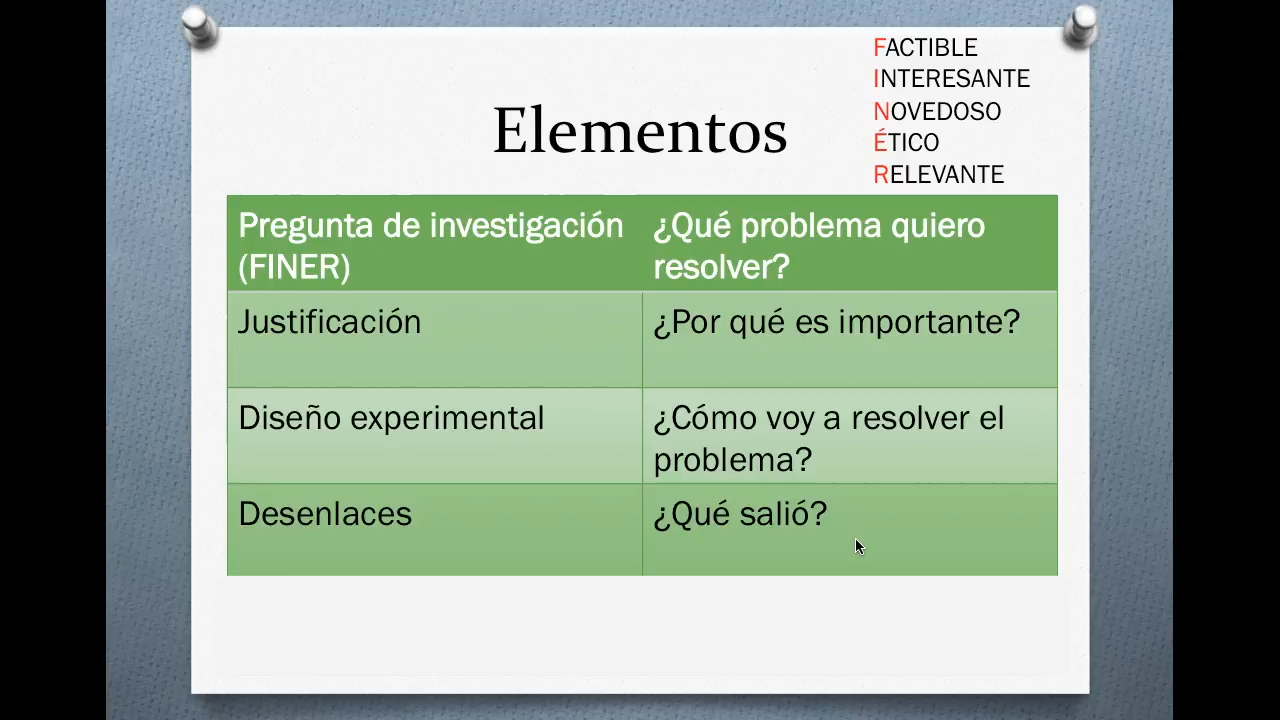 FACTIBLE
INTERESANTE
NOVEDOSO
ÉTICO
RELEVANTE
Elementos
Pregunta de investigación
(FINER)
¿Qué problema quiero
resolver?
Justificación
¿Por qué es importante?
Diseño experimental
¿Cómo voy a resolver el
problema?
Desenlaces
¿Qué salió?